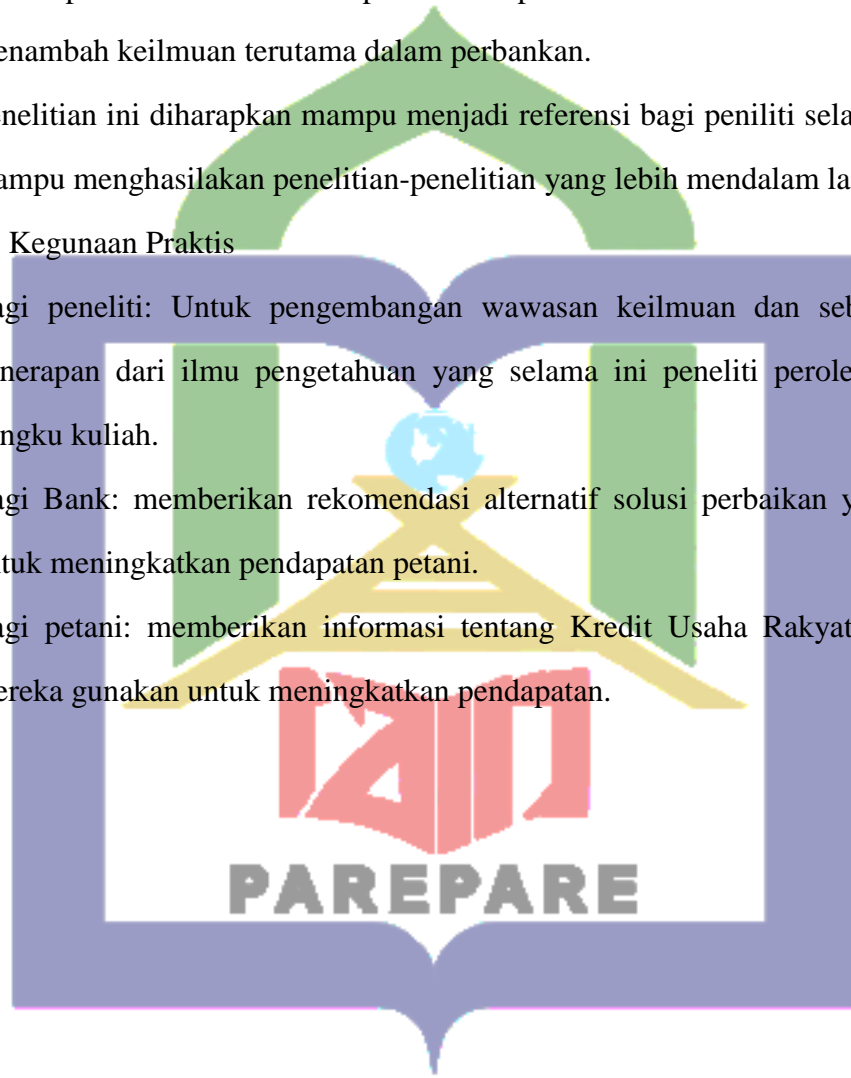 enambah keilmuan terutama dalam perbankan.
enelitian ini diharapkan mampu menjadi referensi bagi peniliti sela
ampu menghasilakan penelitian-penelitian yang lebih mendalam la
Kegunaan Praktis
agi peneliti: Untuk pengembangan wawasan keilmuan dan seb
nerapan dari ilmu pengetahuan yang selama ini peneliti perole
ngku kuliah.
agi Bank: memberikan rekomendasi alternatif solusi perbaikan y
tuk meningkatkan pendapatan petani.
agi petani: memberikan informasi tentang Kredit Usaha Rakyat
ereka gunakan untuk meningkatkan pendapatan.
iain
PAREPARE